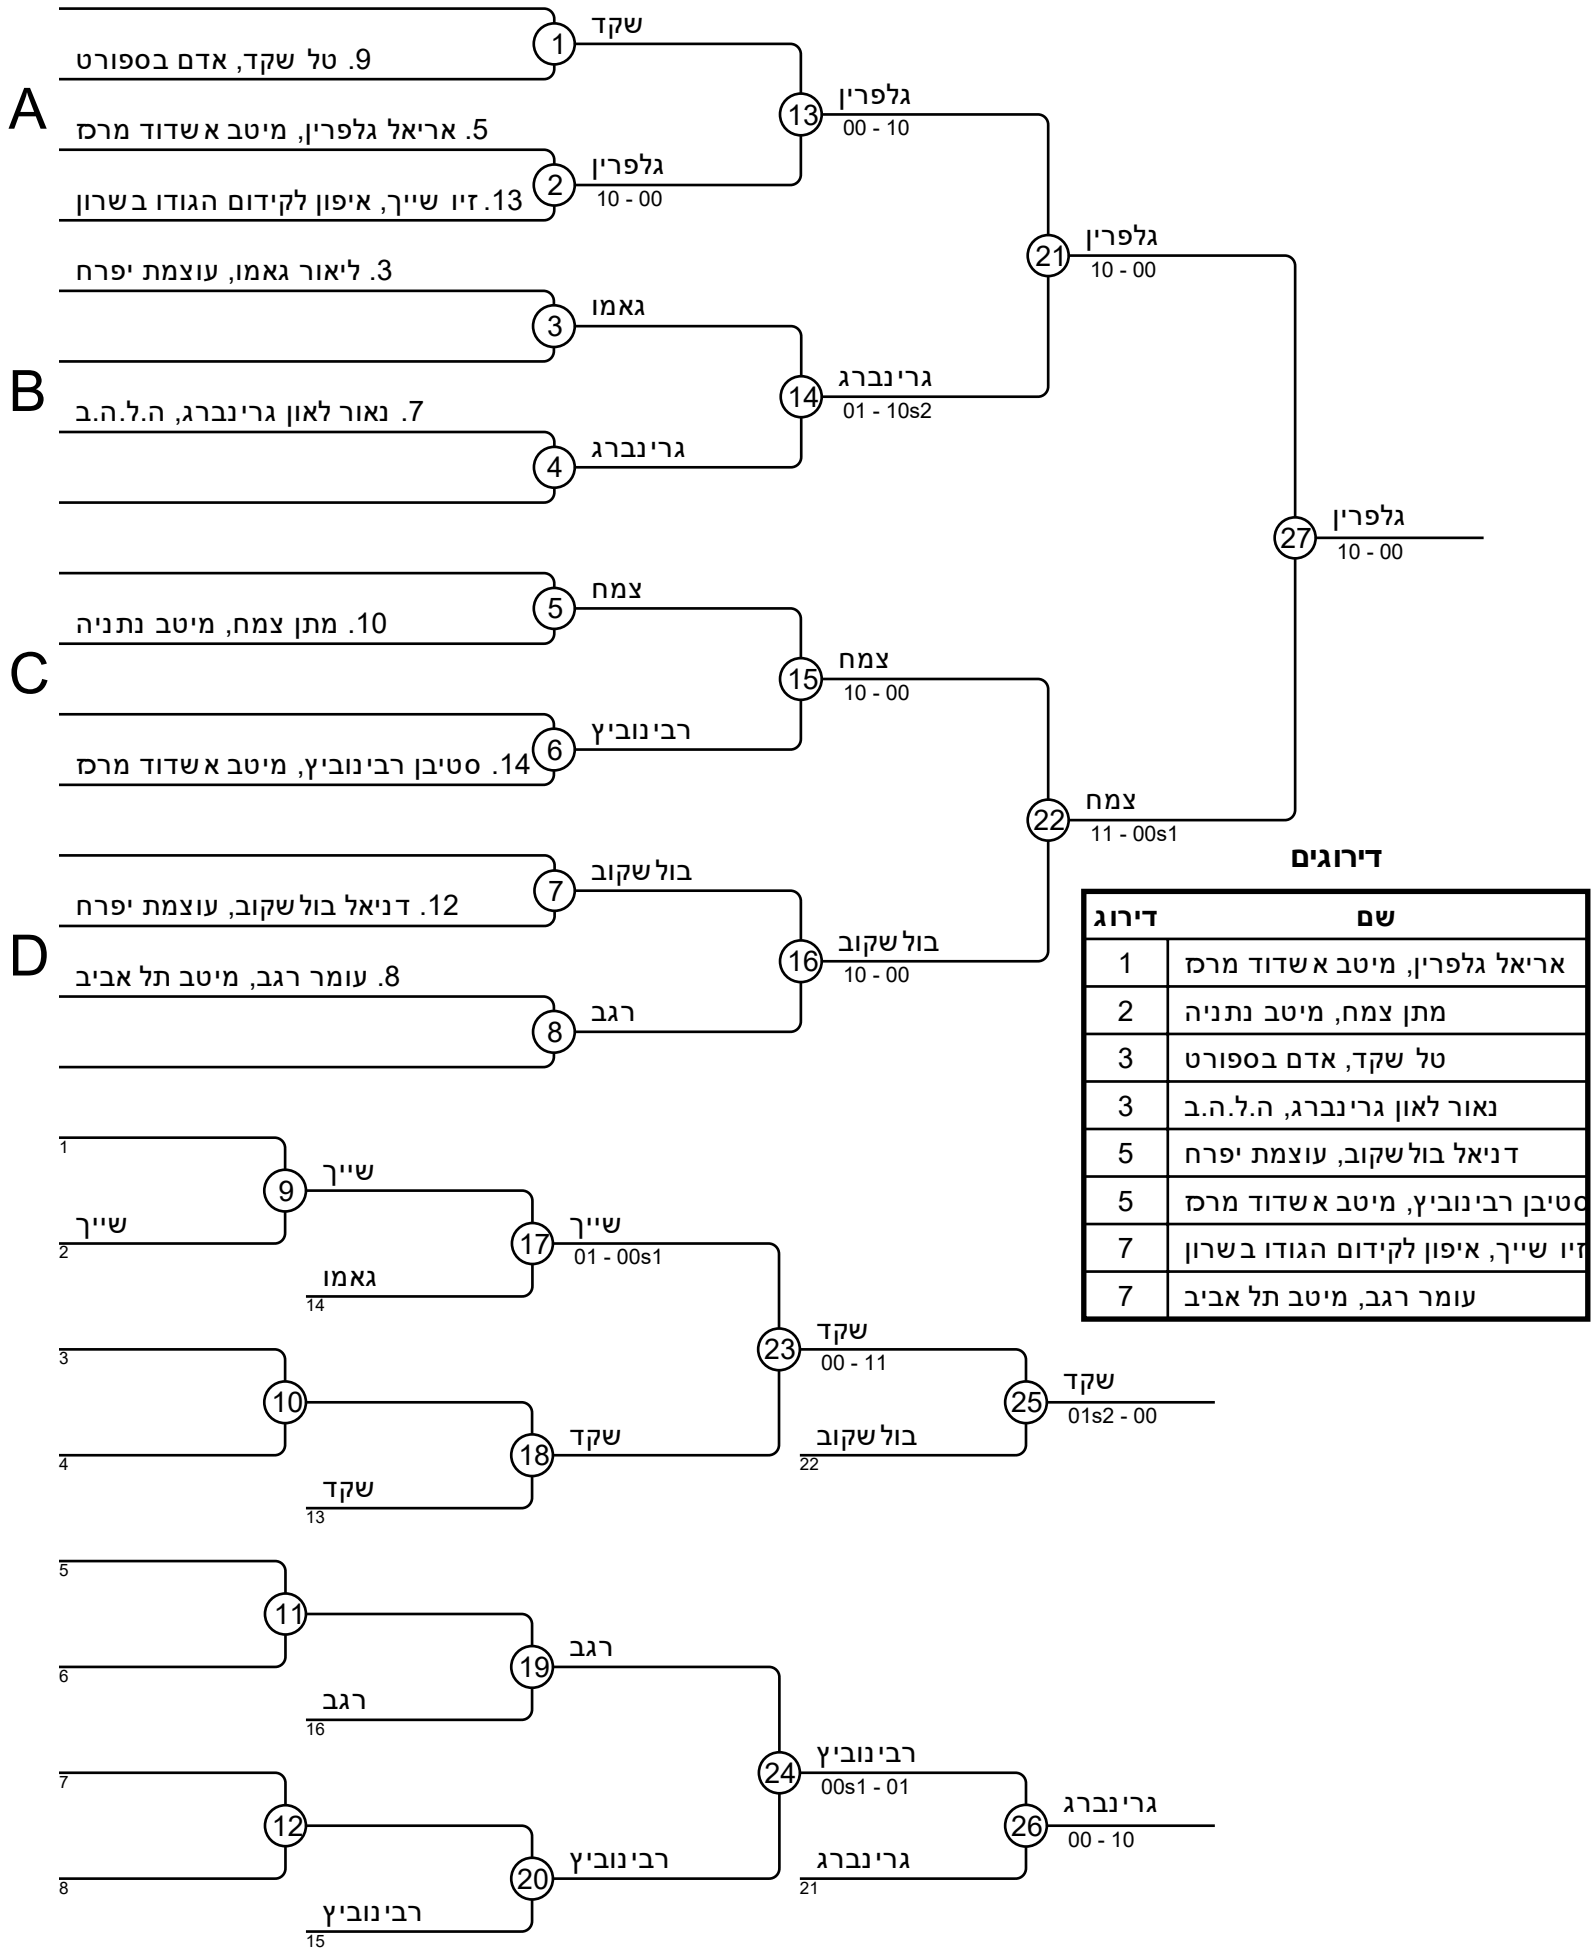 A
9. טל שקד, אדם בספורט
5. אריאל גלפרין, מיטב אשדוד מרכז
13. זיו שייך, איפון לקידום הגודו בשרון
1
שקד
2
גלפרין
10 - 00
13
גלפרין
00 - 10
B
3. ליאור גאמו, עוצמת יפרח
7. נאור לאון גרינברג, ה.ל.ה.ב
3
גאמו
4
גרינברג
14
גרינברג
01 - 10s2
21
גלפרין
10 - 00
C
10. מתן צמח, מיטב נתניה
14. סטיבן רבינוביץ, מיטב אשדוד מרכז
5
צמח
6
רבינוביץ
15
צמח
10 - 00
D
12. דניאל בולשקוב, עוצמת יפרח
8. עומר רגב, מיטב תל אביב
7
בולשקוב
8
רגב
16
בולשקוב
10 - 00
22
צמח
11 - 00s1
27
גלפרין
10 - 00
דירוגים
דירוג שם
1 אריאל גלפרין, מיטב אשדוד מרכז
2 מתן צמח, מיטב נתניה
3 טל שקד, אדם בספורט
3 נאור לאון גרינברג, ה.ל.ה.ב
5 דניאל בולשקוב, עוצמת יפרח
5 סטיבן רבינוביץ, מיטב אשדוד מרכז
7 זיו שייך, איפון לקידום הגודו בשרון
7 עומר רגב, מיטב תל אביב
1
שייך
2
9
שייך
גאמו
14
17
שייך
01 - 00s1
3
4
10
שקד
13
18
שקד
23
שקד
00 - 11
בולשקוב
22
25
שקד
01s2 - 00
5
6
11
רגב
16
19
רגב
7
8
12
רבינוביץ
15
20
רבינוביץ
24
רבינוביץ
00s1 - 01
גרינברג
21
26
גרינברג
00 - 10